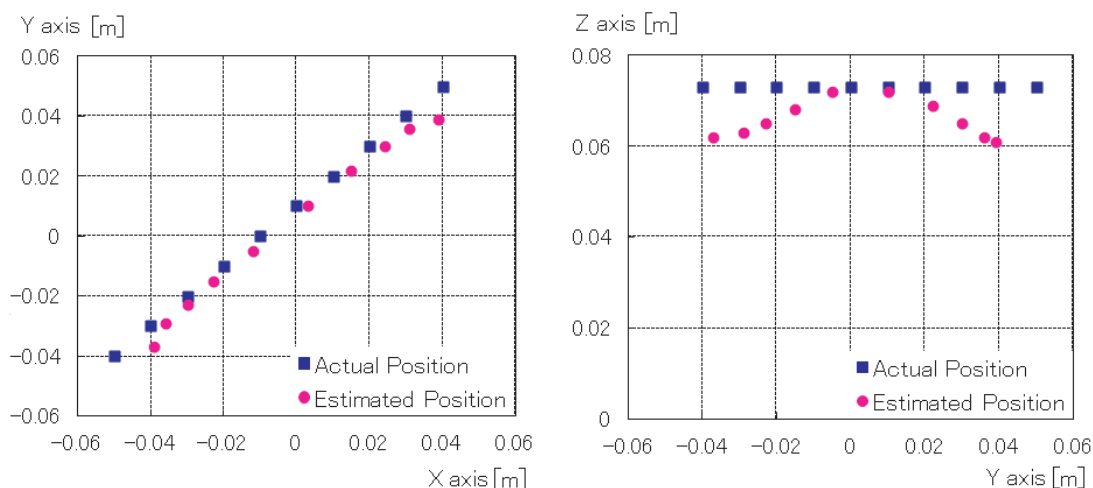 Y axis [m]
0.06
0.04
0.02
0
-0.02
-0.04
-0.06
-0.06 -0.04 -0.02 0 0.02 0.04 0.06
X axis [m]
Actual Position
Estimated Position
Z axis [m]
0.08
0.06
0.04
0.02
0
-0.06 -0.04 -0.02 0 0.02 0.04 0.06
Y axis [m]
Actual Position
Estimated Position